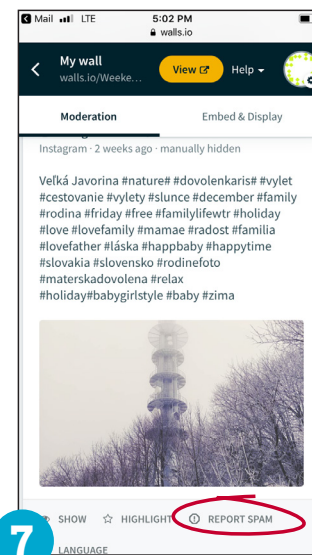 Mail LTE 5:02 PM
walls.io
My wall
walls.io/Weeke...
View
Help
Moderation Embed & Display
Instagram · 2 weeks ago · manually hidden
Veľká Javorina #nature# #dovolenkaris# #vylet
#cestovanie #vylety #slunce #december #family
#rodina #friday #free #familylifewtr #holiday
#love #lovefamily #mamae #radost #familia
#lovefather #láska #happbaby #happytime
#slovakia #slovensko #rodinefoto
#materskadovolena #relax
#holiday#babygirlstyle #baby #zima
SHOW HIGHLIGHT REPORT SPAM
LANGUAGE
7